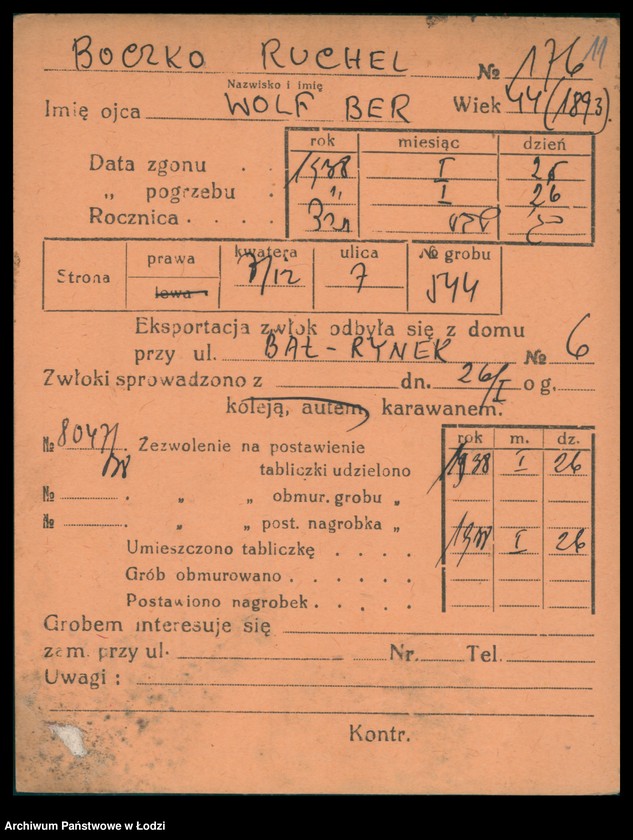 BOCZKO RUCHEL № 176 11
Nazwisko i imię
Imię ojca WOLF BER Wiek 44 (1893).
rok miesiąc dzień
Data zgonu . . 1938 I 25
„ pogrzebu . „ I 26
Rocznica . . . .
Strona prawa kwatera ulica № grobu
lewa 7 544
Eksportacja zwłok odbyła się z domu
przy ul. BAŁ-RYNEK № 6
Zwłoki sprowadzono z dn. 26/I o g.
koleją, autem, karawanem.
№ 8047/ Zezwolenie na postawienie rok m. dz.
tabliczki udzielono 1938 I 26
№ . „ „ obmur. grobu „
№ . „ „ post. nagrobka „
Umieszczono tabliczkę . . . . 1938 I 26
Grób obmurowano . . . . .
Postawiono nagrobek . . . . .
Grobem interesuje się
zam. przy ul. Nr. Tel.
Uwagi :
Kontr.
Archiwum Państwowe w Łodzi